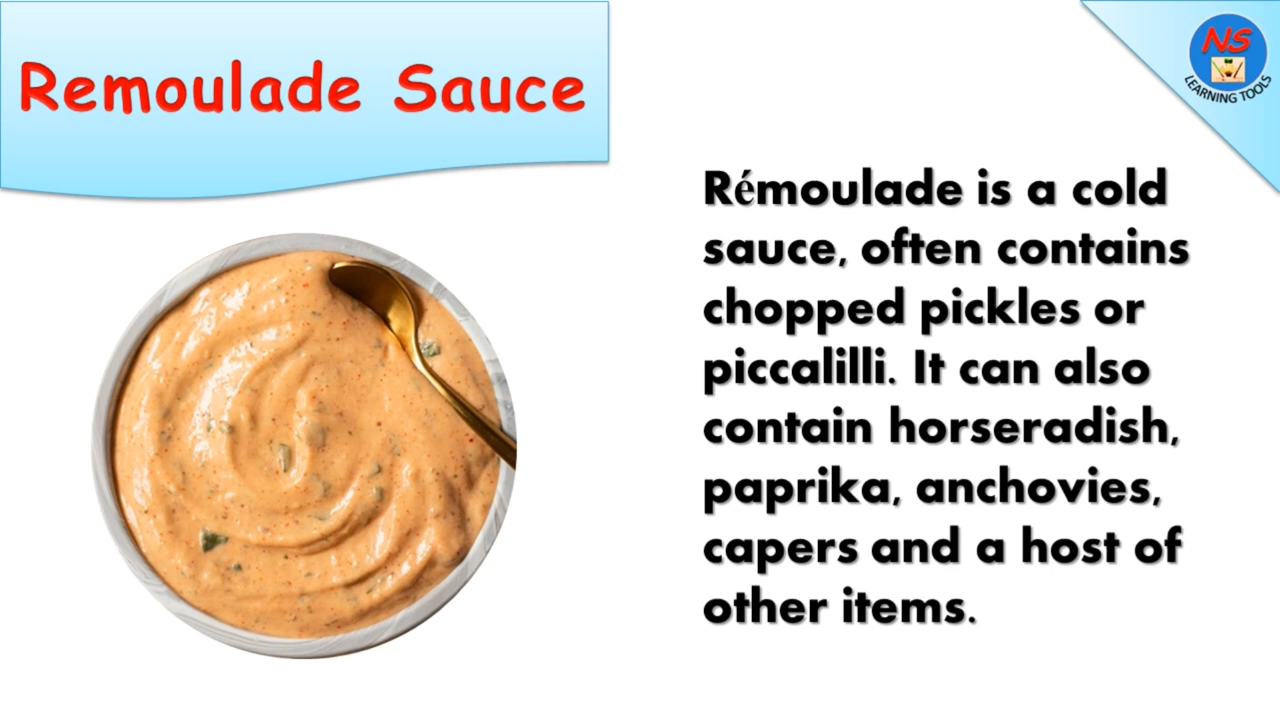 Remoulade Sauce
NS
LEARNING TOOLS
Rémoulade is a cold
sauce, often contains
chopped pickles or
piccalilli. It can also
contain horseradish,
paprika, anchovies,
capers and a host of
other items.